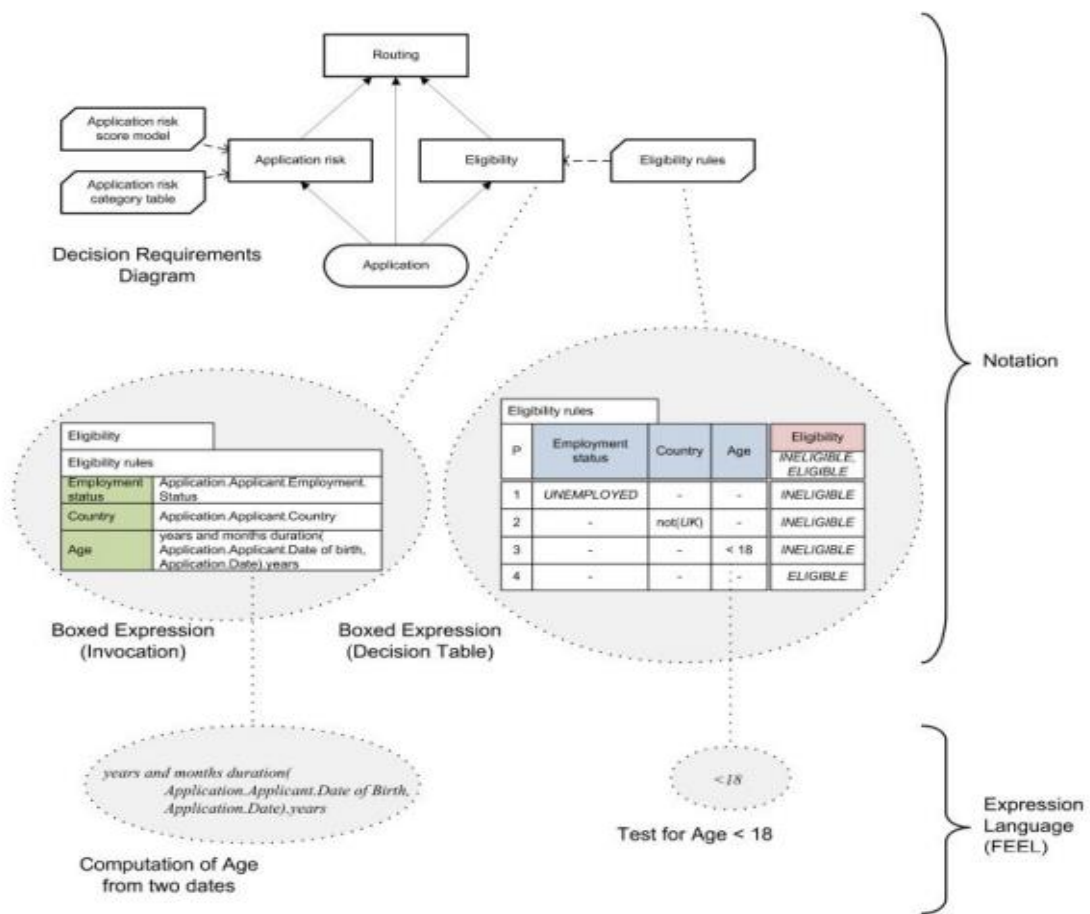 Routing
Application risk
score model
Application risk
Eligibility
Eligibility rules
Application risk
category table
Decision Requirements
Diagram
Application
Notation
Eligibility
Eligibility rules
Employment
status
Application.Applicant.Employment.
Status
Country
Application.Applicant.Country
Age
years and months duration(
Application.Applicant.Date of birth,
Application.Date).years
Boxed Expression
(Invocation)
Eligibility rules
P
Employment
status
Country
Age
Eligibility
INELIGIBLE,
ELIGIBLE
1 UNEMPLOYED - - INELIGIBLE
2 - not(UK) - INELIGIBLE
3 - - < 18 INELIGIBLE
4 - - - ELIGIBLE
Boxed Expression
(Decision Table)
years and months duration(
Application.Applicant.Date of Birth,
Application.Date).years
Computation of Age
from two dates
<18
Test for Age < 18
Expression
Language
(FEEL)